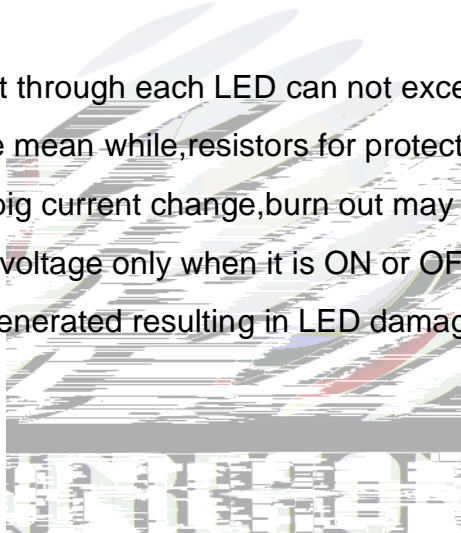 t through each LED can not exce
e mean while,resistors for protect
big current change,burn out may
voltage only when it is ON or OF
enerated resulting in LED damag